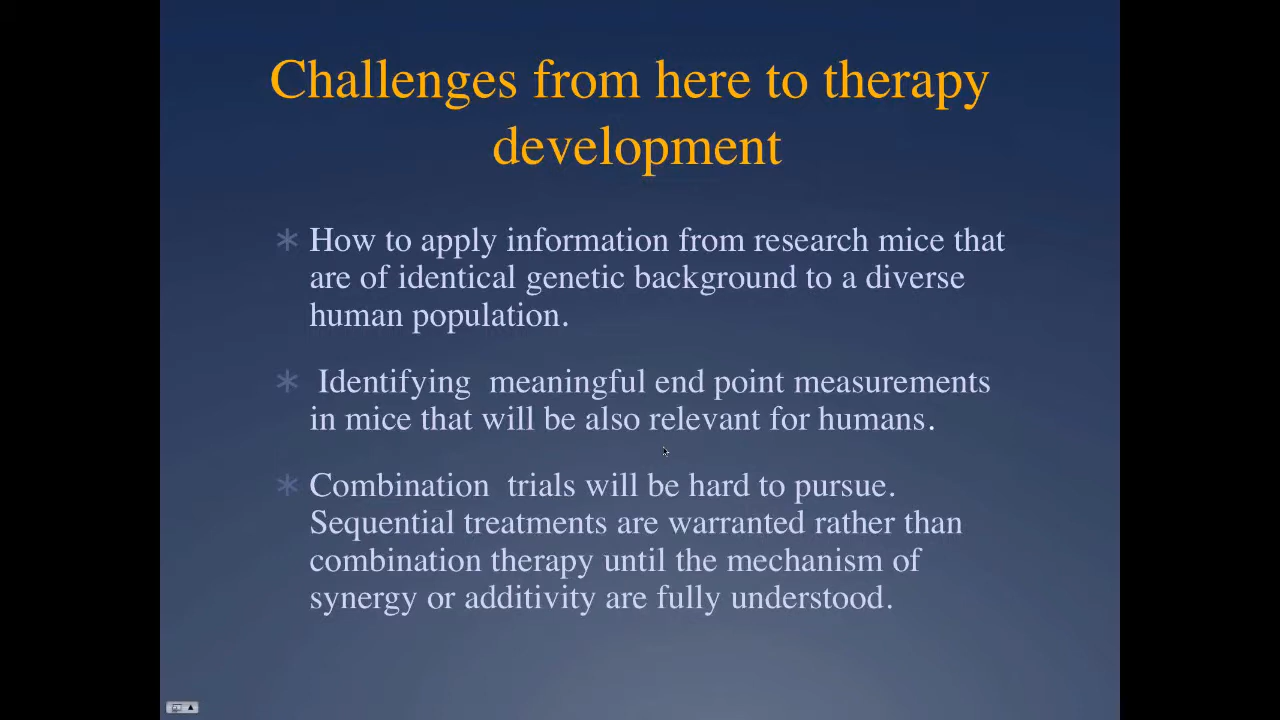 Challenges from here to therapy
development
How to apply information from research mice that
are of identical genetic background to a diverse
human population.
Identifying  meaningful end point measurements
in mice that will be also relevant for humans.
Combination  trials will be hard to pursue.
Sequential treatments are warranted rather than
combination therapy until the mechanism of
synergy or additivity are fully understood.